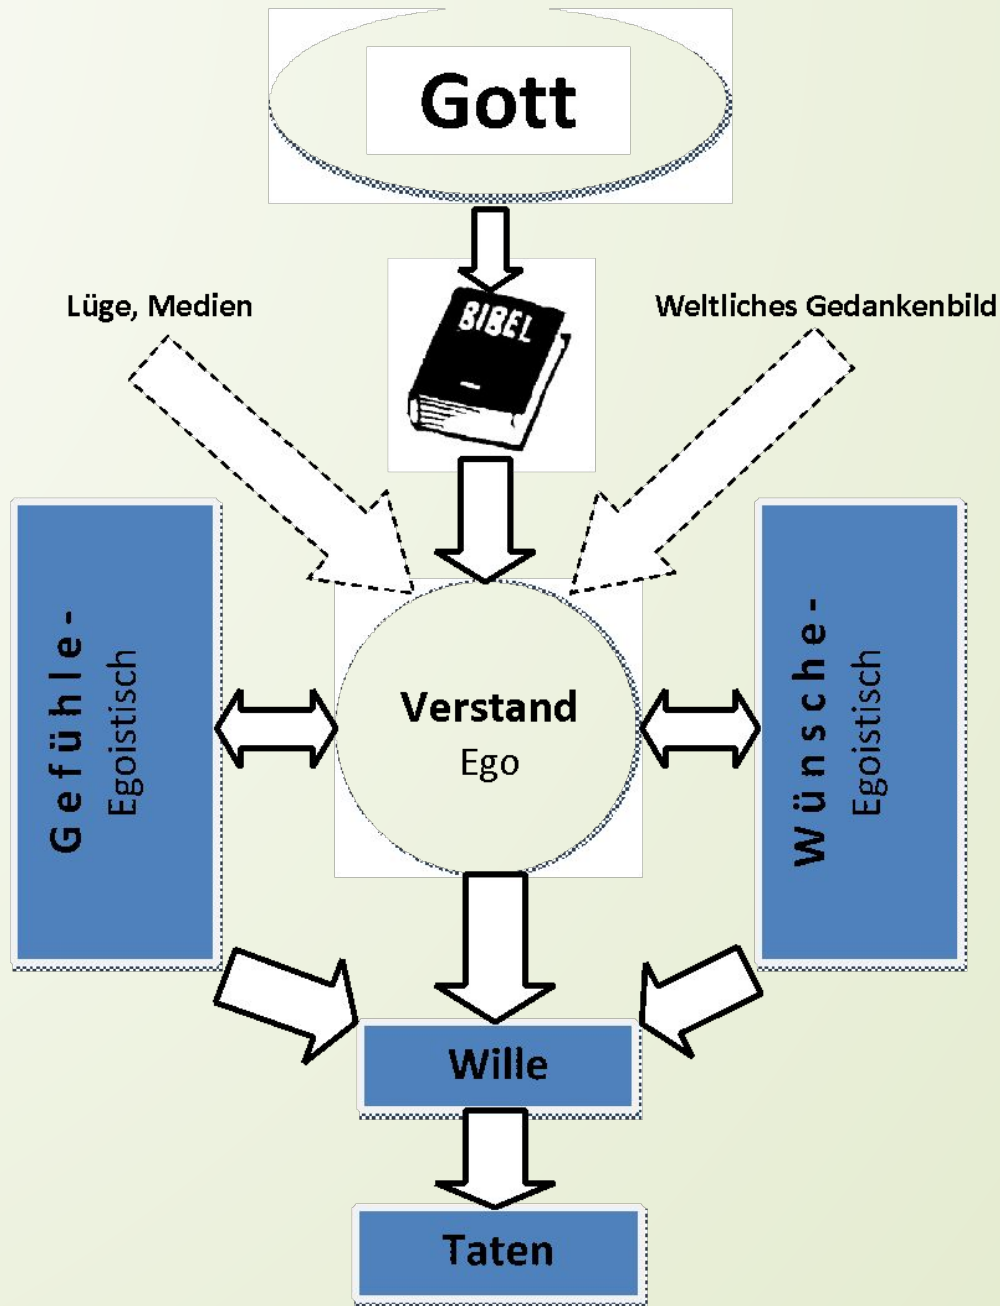 Gott
Lüge, Medien
Weltliches Gedankenbild
BIBEL
Gefühle-
Egoistisch
Verstand
Ego
Wünsche-
Egoistisch
Wille
Taten